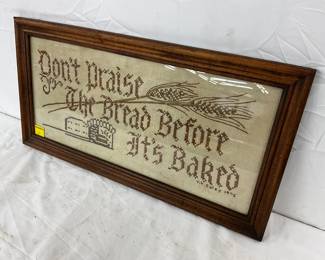 Don't Praise
The Bread Before
It's Baked